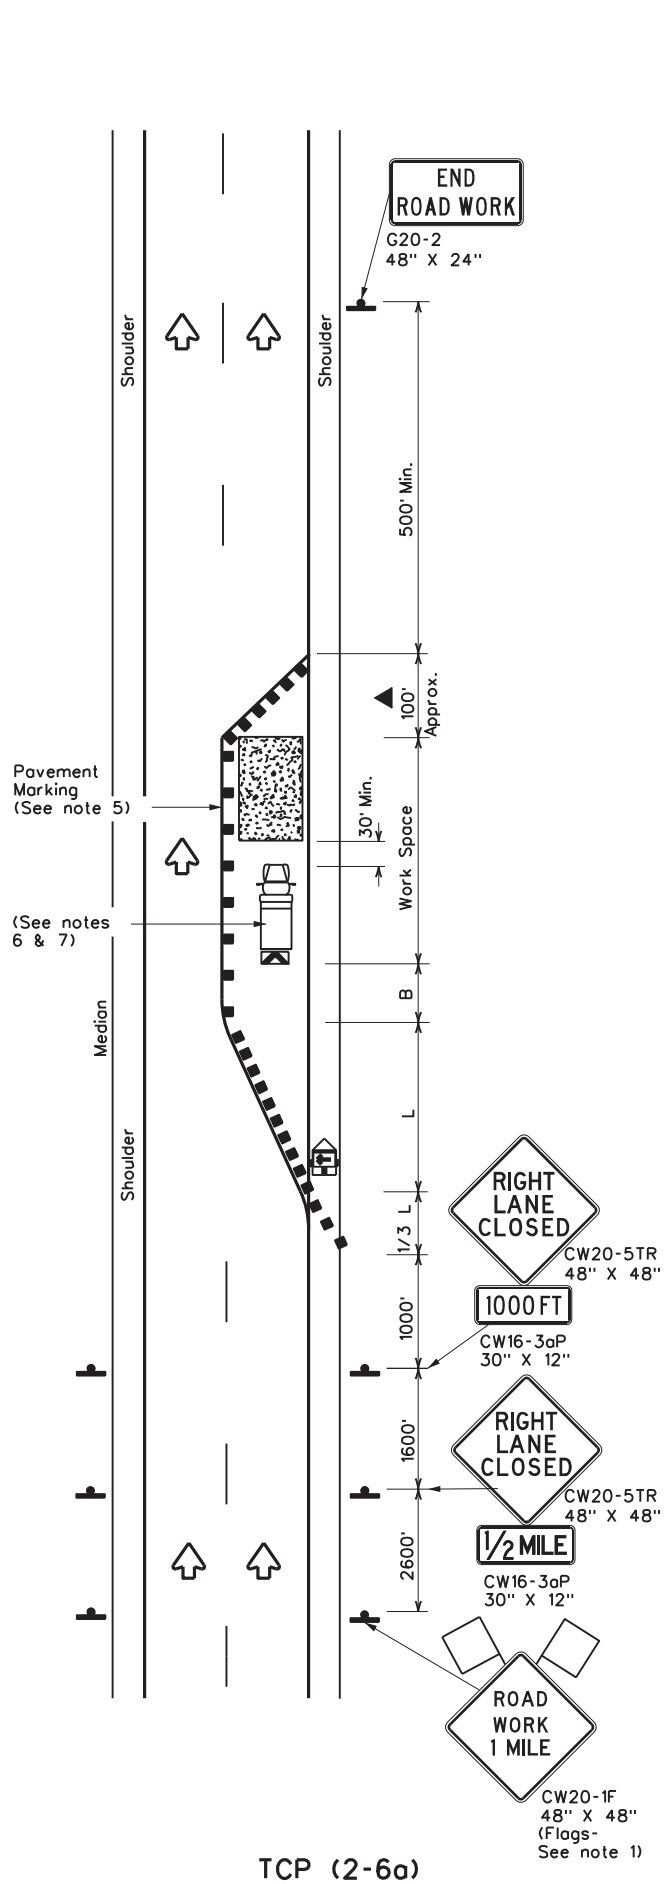 END
ROAD WORK
G20-2
48" X 24"
Shoulder
Shoulder
500' Min.
100'
Approx.
Pavement
Marking
(See note 5)
30' Min.
Work Space
(See notes
6 & 7)
B
Median
L
Shoulder
1/3 L
RIGHT
LANE
CLOSED
CW20-5TR
48" X 48"
1000 FT
CW16-3aP
30" X 12"
1000'
RIGHT
LANE
CLOSED
CW20-5TR
48" X 48"
1/2 MILE
CW16-3aP
30" X 12"
1600'
2600'
ROAD
WORK
1 MILE
CW20-1F
48" X 48"
(Flags-
See note 1)
TCP (2-6a)